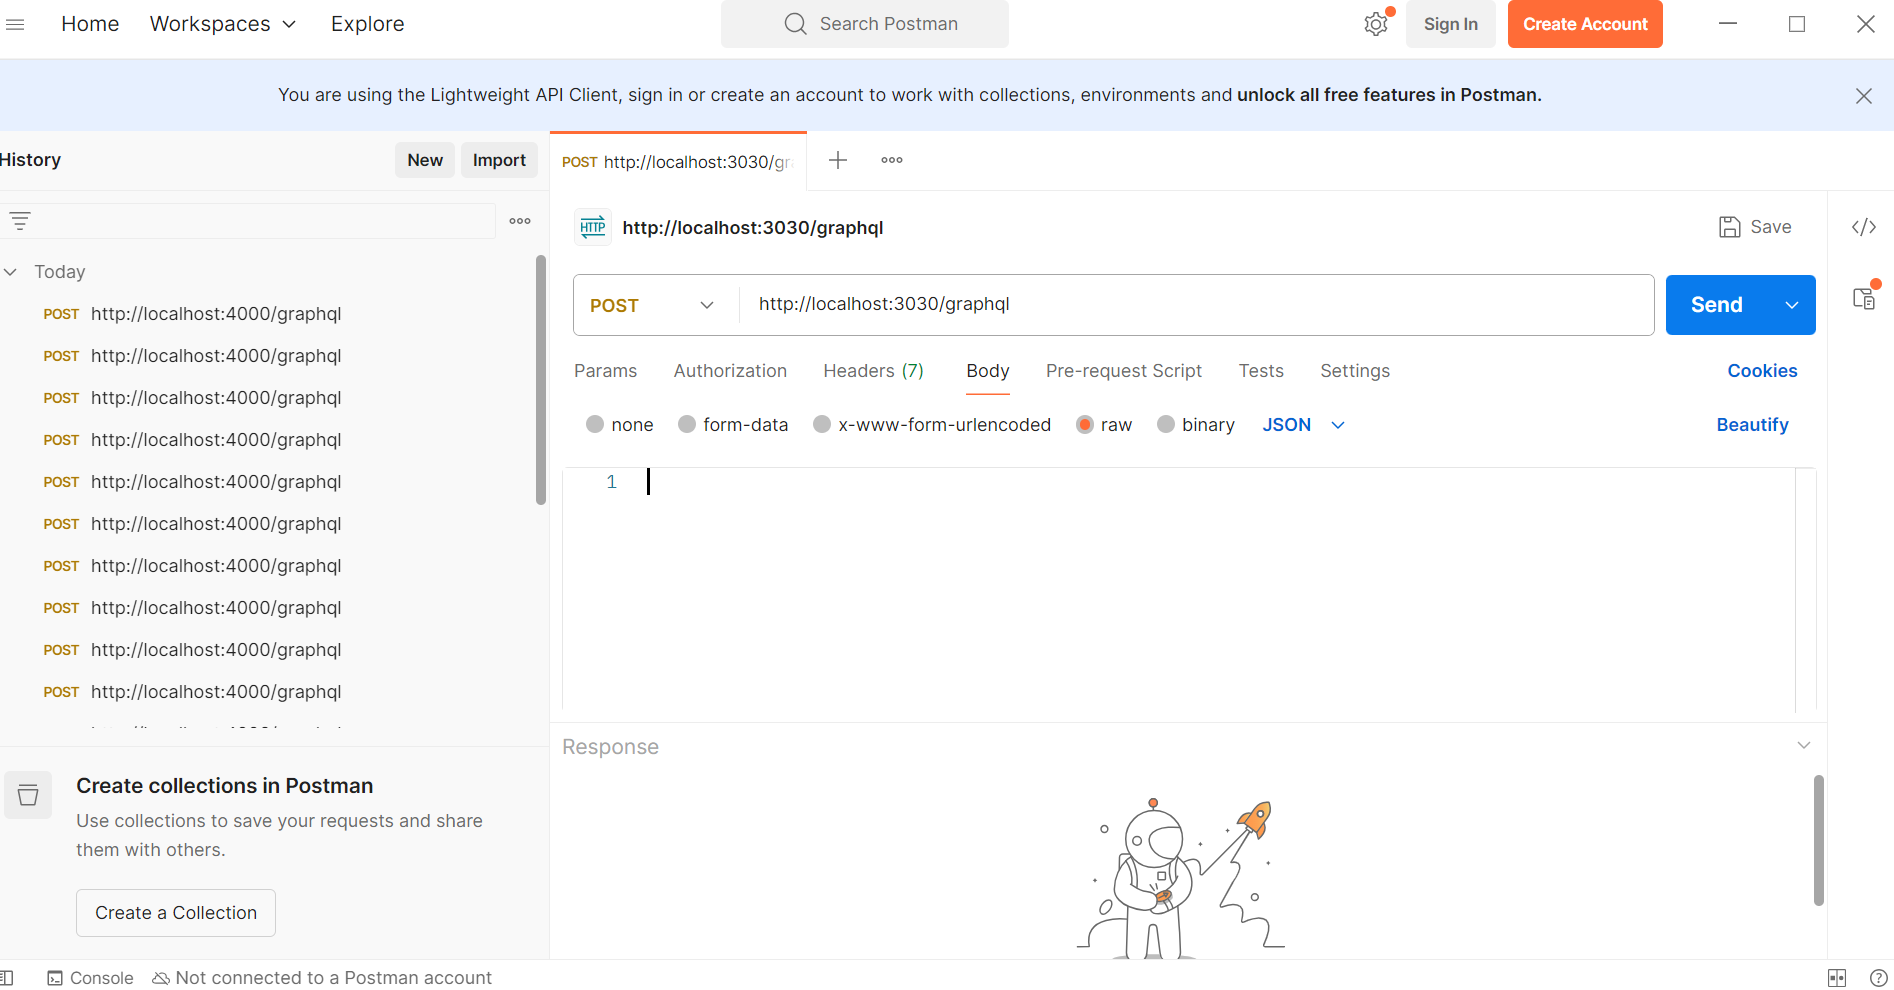 Home Workspaces Explore Search Postman Sign In Create Account
You are using the Lightweight API Client, sign in or create an account to work with collections, environments and unlock all free features in Postman.
History New Import
POST http://localhost:3030/gr
HTTP http://localhost:3030/graphql Save
Today
POST http://localhost:4000/graphql
POST http://localhost:4000/graphql
POST http://localhost:4000/graphql
POST http://localhost:4000/graphql
POST http://localhost:4000/graphql
POST http://localhost:4000/graphql
POST http://localhost:4000/graphql
POST http://localhost:4000/graphql
POST http://localhost:4000/graphql
POST http://localhost:4000/graphql
Create collections in Postman
Use collections to save your requests and share
them with others.
Create a Collection
POST http://localhost:3030/graphql Send
Params Authorization Headers (7) Body Pre-request Script Tests Settings Cookies
none form-data x-www-form-urlencoded raw binary JSON Beautify
1
Response
Console Not connected to a Postman account